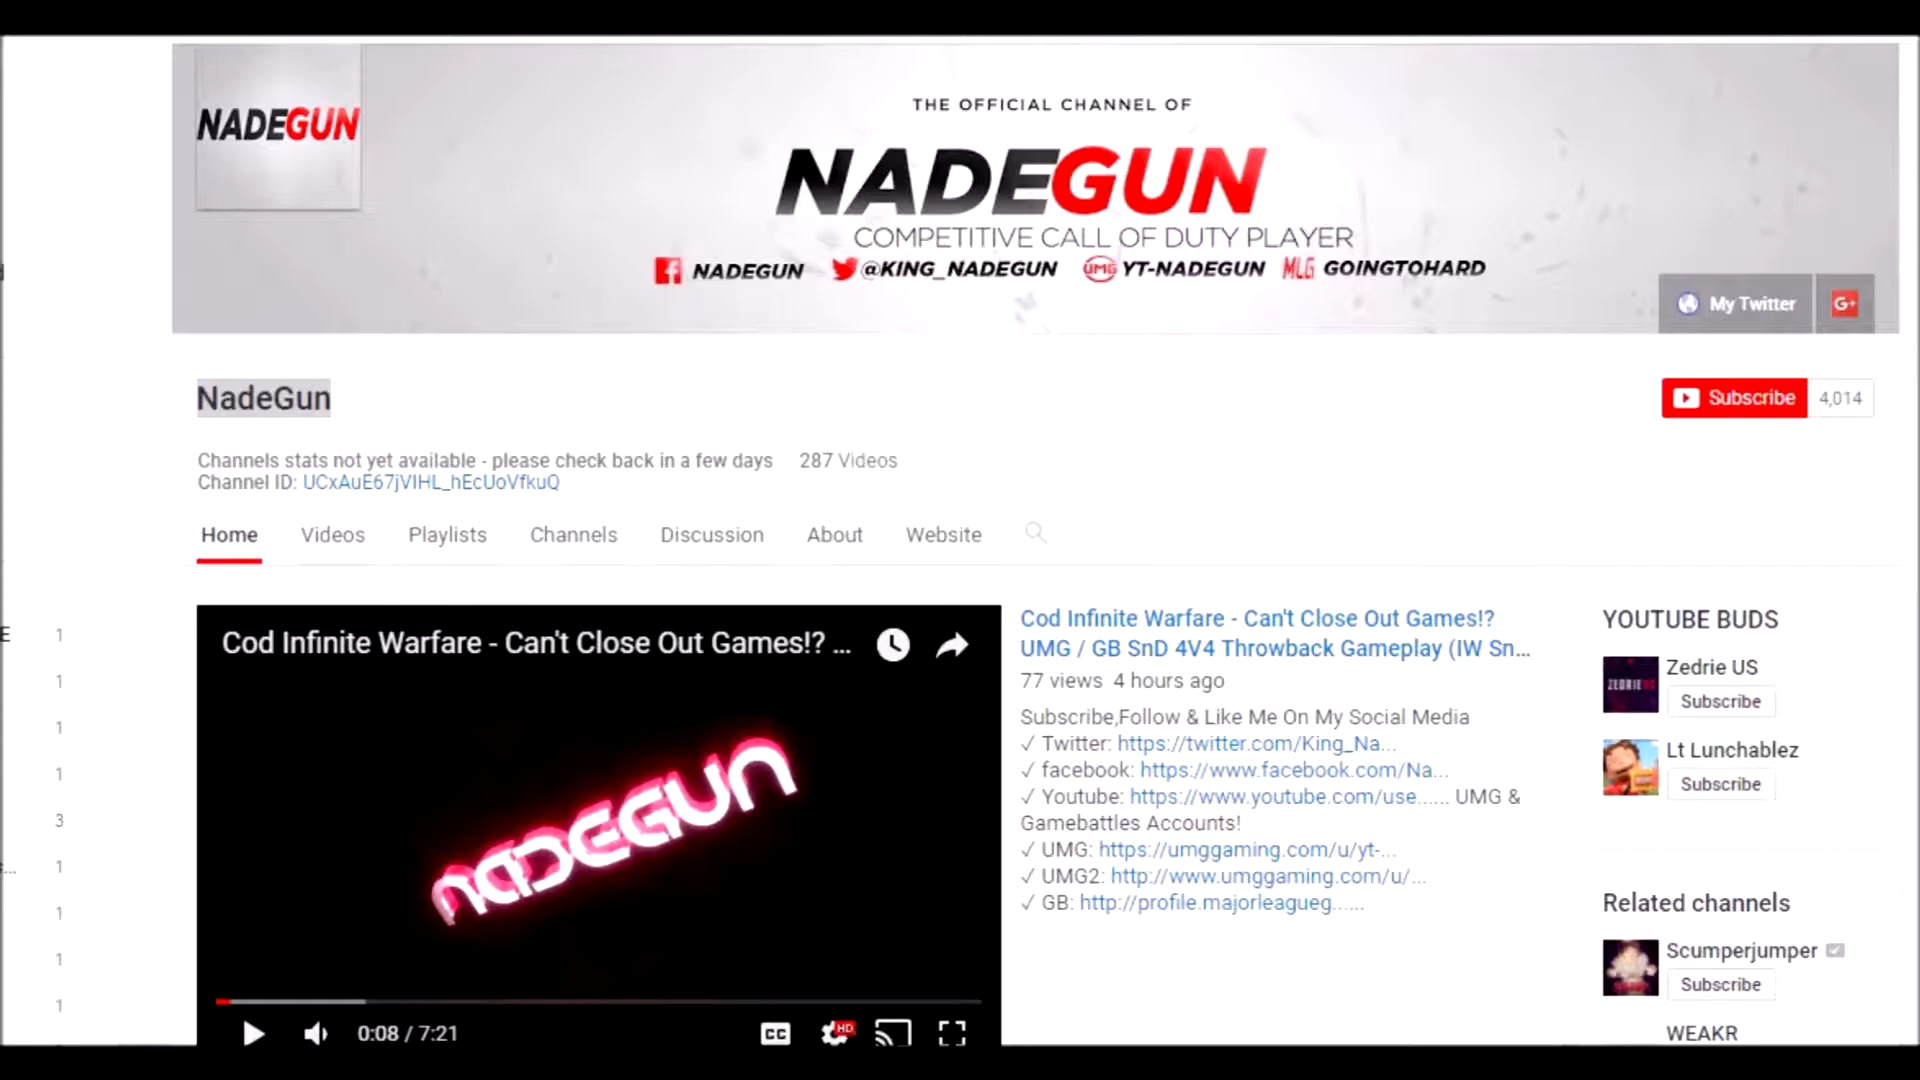 NADEGUN
THE OFFICIAL CHANNEL OF
NADEGUN
COMPETITIVE CALL OF DUTY PLAYER
NADEGUN @KING_NADEGUN UMG YT-NADEGUN MLG GOINGTOHARD
My Twitter G+
NadeGun
Subscribe 4,014
Channels stats not yet available - please check back in a few days 287 Videos
Channel ID: UCxAuE67jVIHL_hEcUoVfkuQ
Home Videos Playlists Channels Discussion About Website
E 1
1
1
1
3
... 1
1
1
1
Cod Infinite Warfare - Can't Close Out Games!? ...
NADEGUN
0:08 / 7:21 CC HD
Cod Infinite Warfare - Can't Close Out Games!?
UMG / GB SnD 4V4 Throwback Gameplay (IW Sn...
77 views 4 hours ago
Subscribe,Follow & Like Me On My Social Media
✓ Twitter: https://twitter.com/King_Na...
✓ facebook: https://www.facebook.com/Na...
✓ Youtube: https://www.youtube.com/use...... UMG &
Gamebattles Accounts!
✓ UMG: https://umggaming.com/u/yt-...
✓ UMG2: http://www.umggaming.com/u/...
✓ GB: http://profile.majorleagueg......
YOUTUBE BUDS
ZEDRIEUS
Zedrie US
Subscribe
Lt Lunchablez
Subscribe
Related channels
Scumperjumper
Subscribe
WEAKR